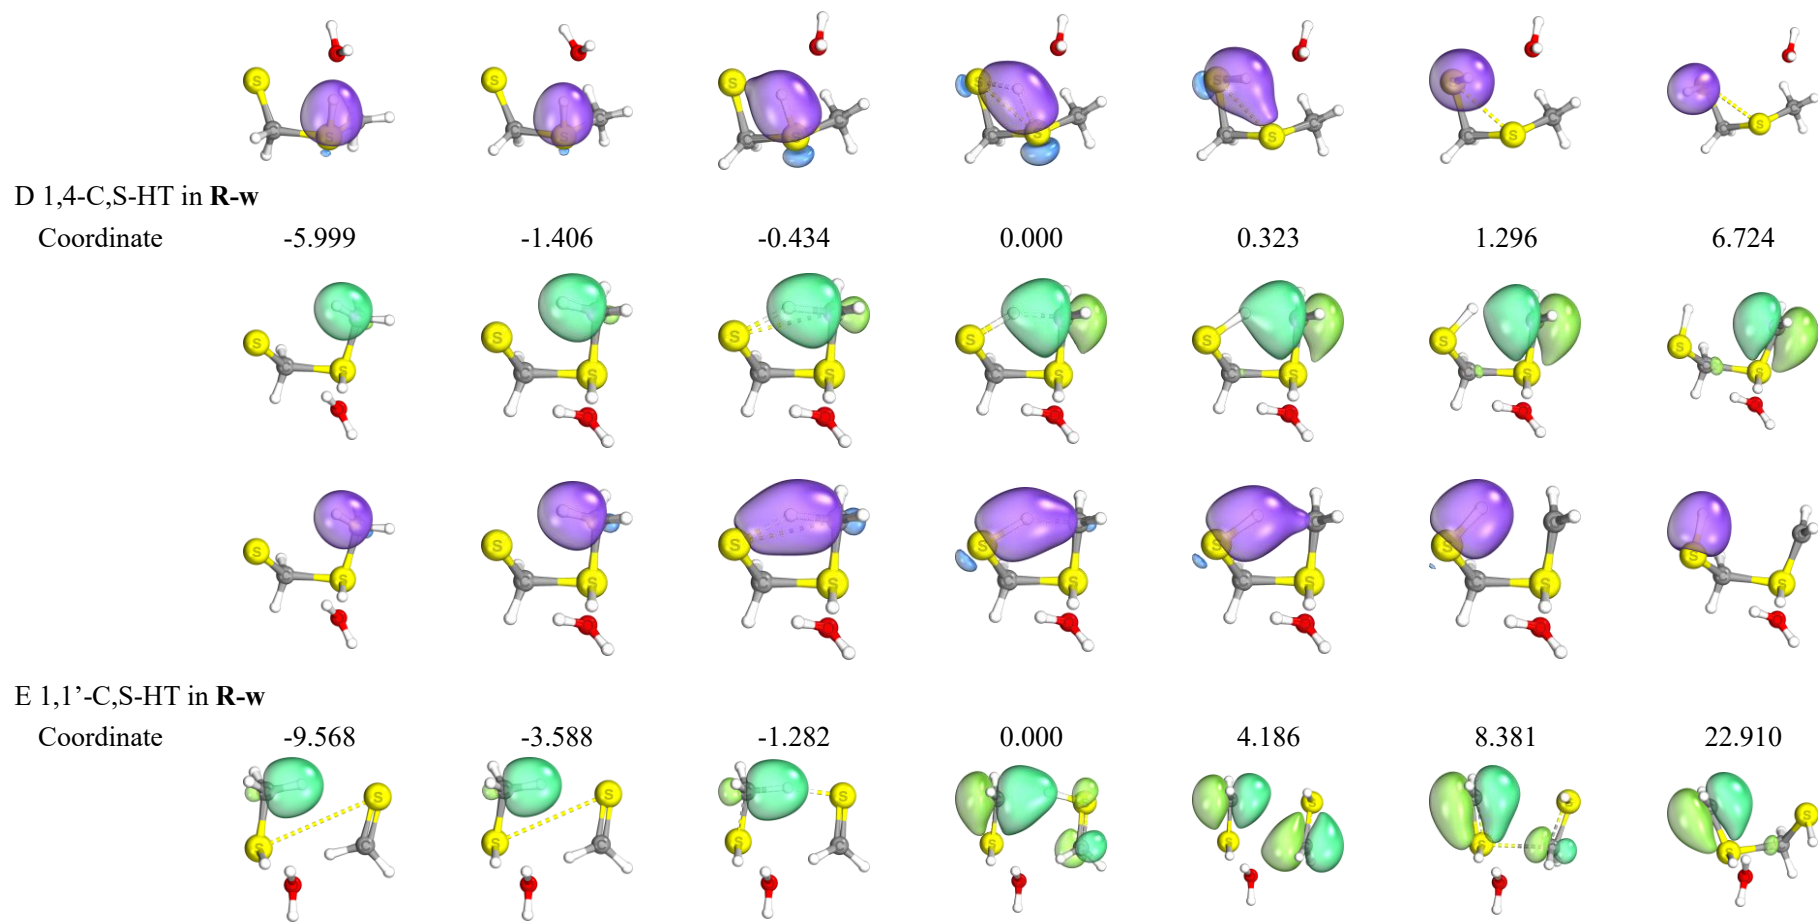 D 1,4-C,S-HT in R-w
Coordinate -5.999 -1.406 -0.434 0.000 0.323 1.296 6.724
E 1,1’-C,S-HT in R-w
Coordinate -9.568 -3.588 -1.282 0.000 4.186 8.381 22.910